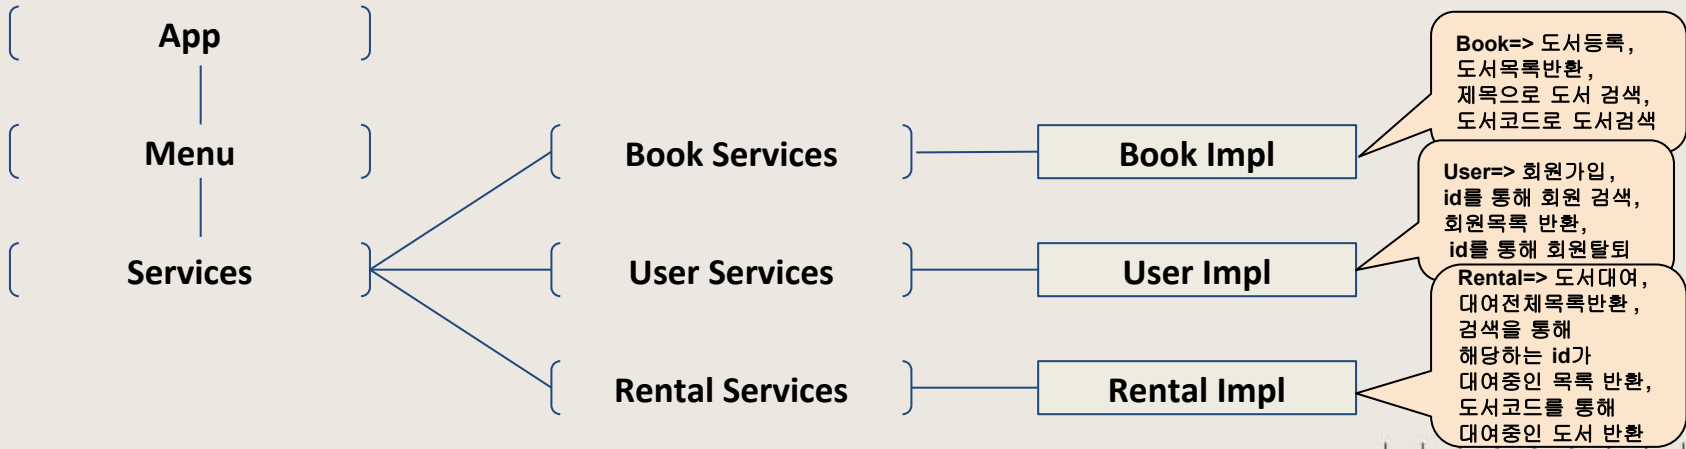 App
Menu
Services
Book Services
User Services
Rental Services
Book Impl
User Impl
Rental Impl
Book=> 도서등록,
도서목록반환,
제목으로 도서 검색,
도서코드로 도서검색
User=> 회원가입,
id를 통해 회원 검색,
회원목록 반환,
id를 통해 회원탈퇴
Rental=> 도서대여,
대여전체목록반환,
검색을 통해
해당하는 id가
대여중인 목록 반환,
도서코드를 통해
대여중인 도서 반환